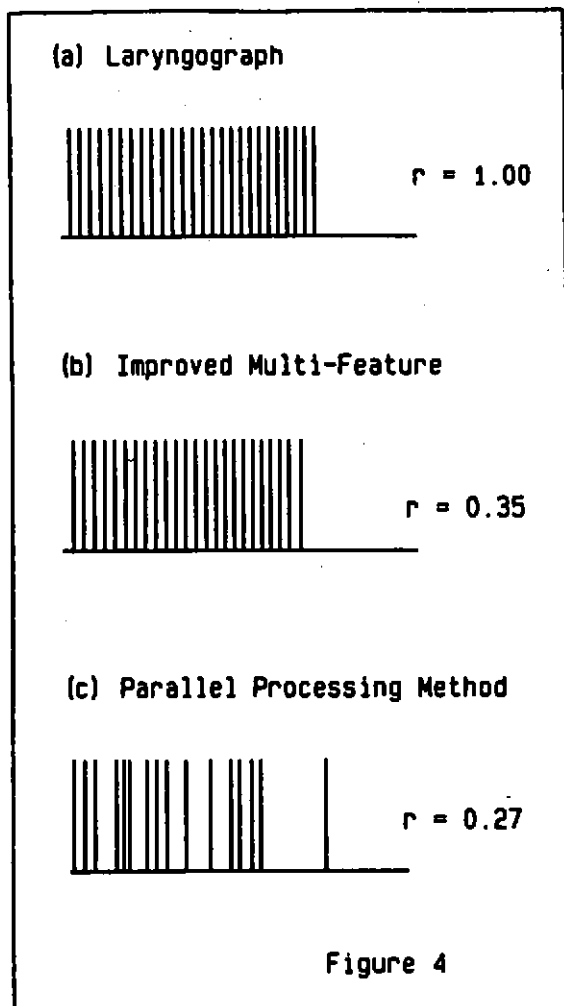 (a) Laryngograph
r = 1.00
(b) Improved Multi-Feature
r = 0.35
(c) Parallel Processing Method
r = 0.27
Figure 4